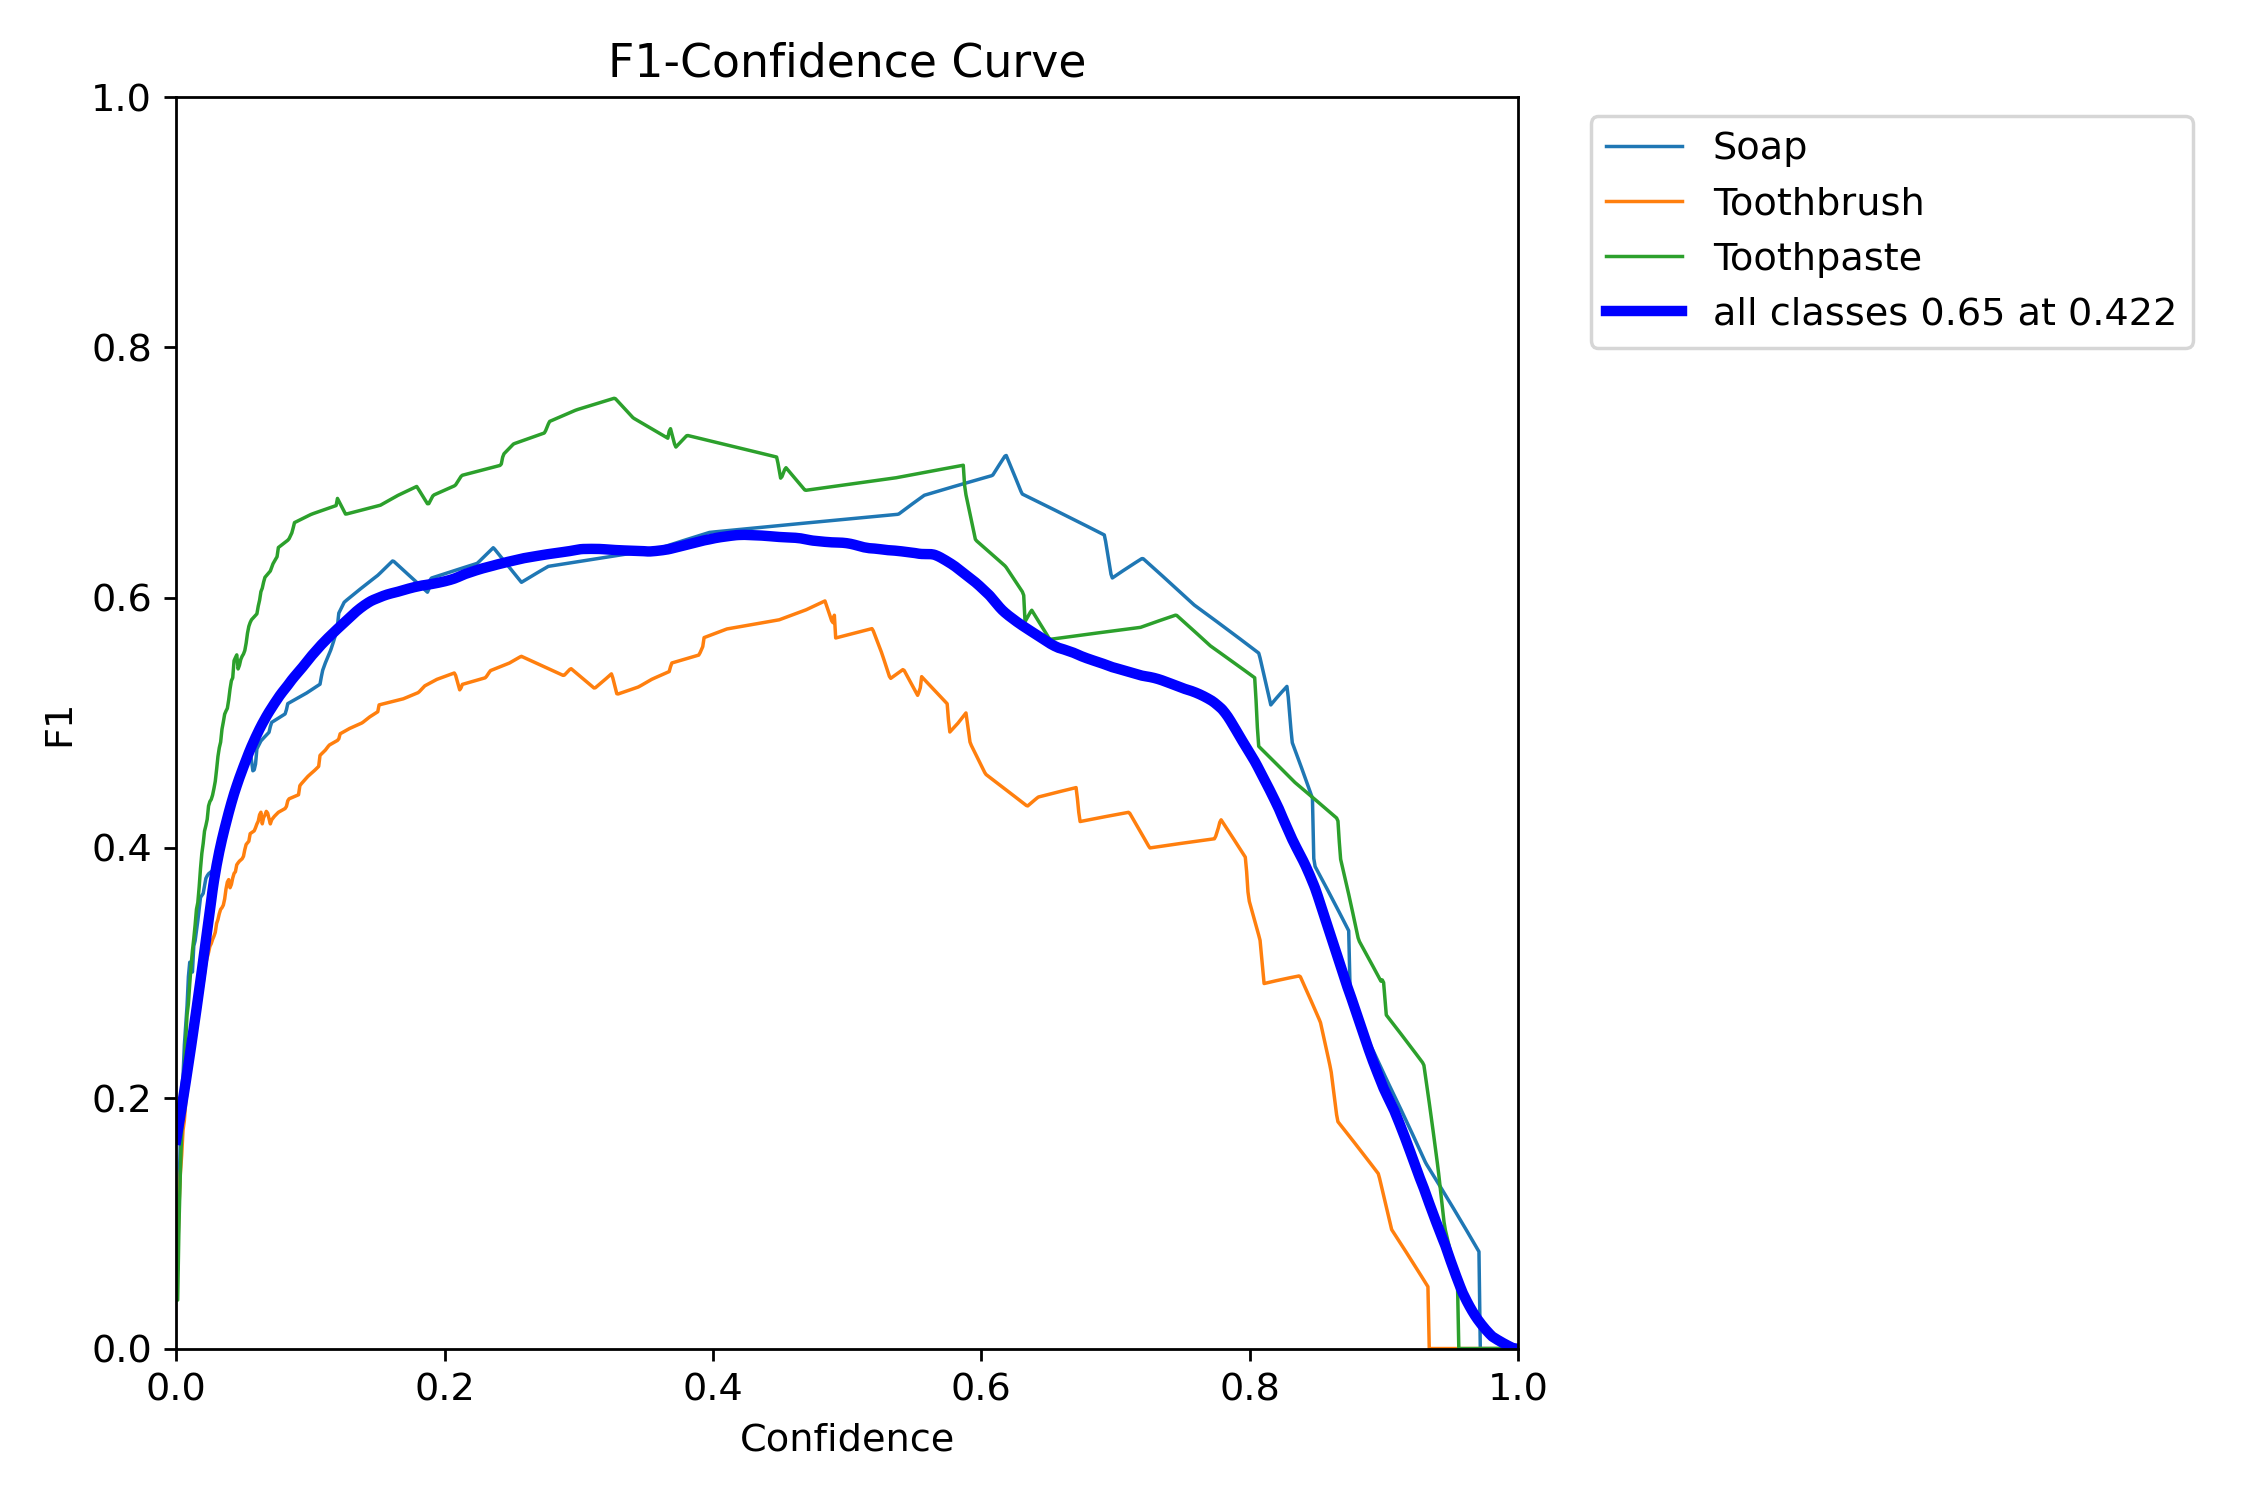 F1-Confidence Curve
1.0
0.8
0.6
0.4
0.2
0.0
F1
0.0 0.2 0.4 0.6 0.8 1.0
Confidence
Soap
Toothbrush
Toothpaste
all classes 0.65 at 0.422